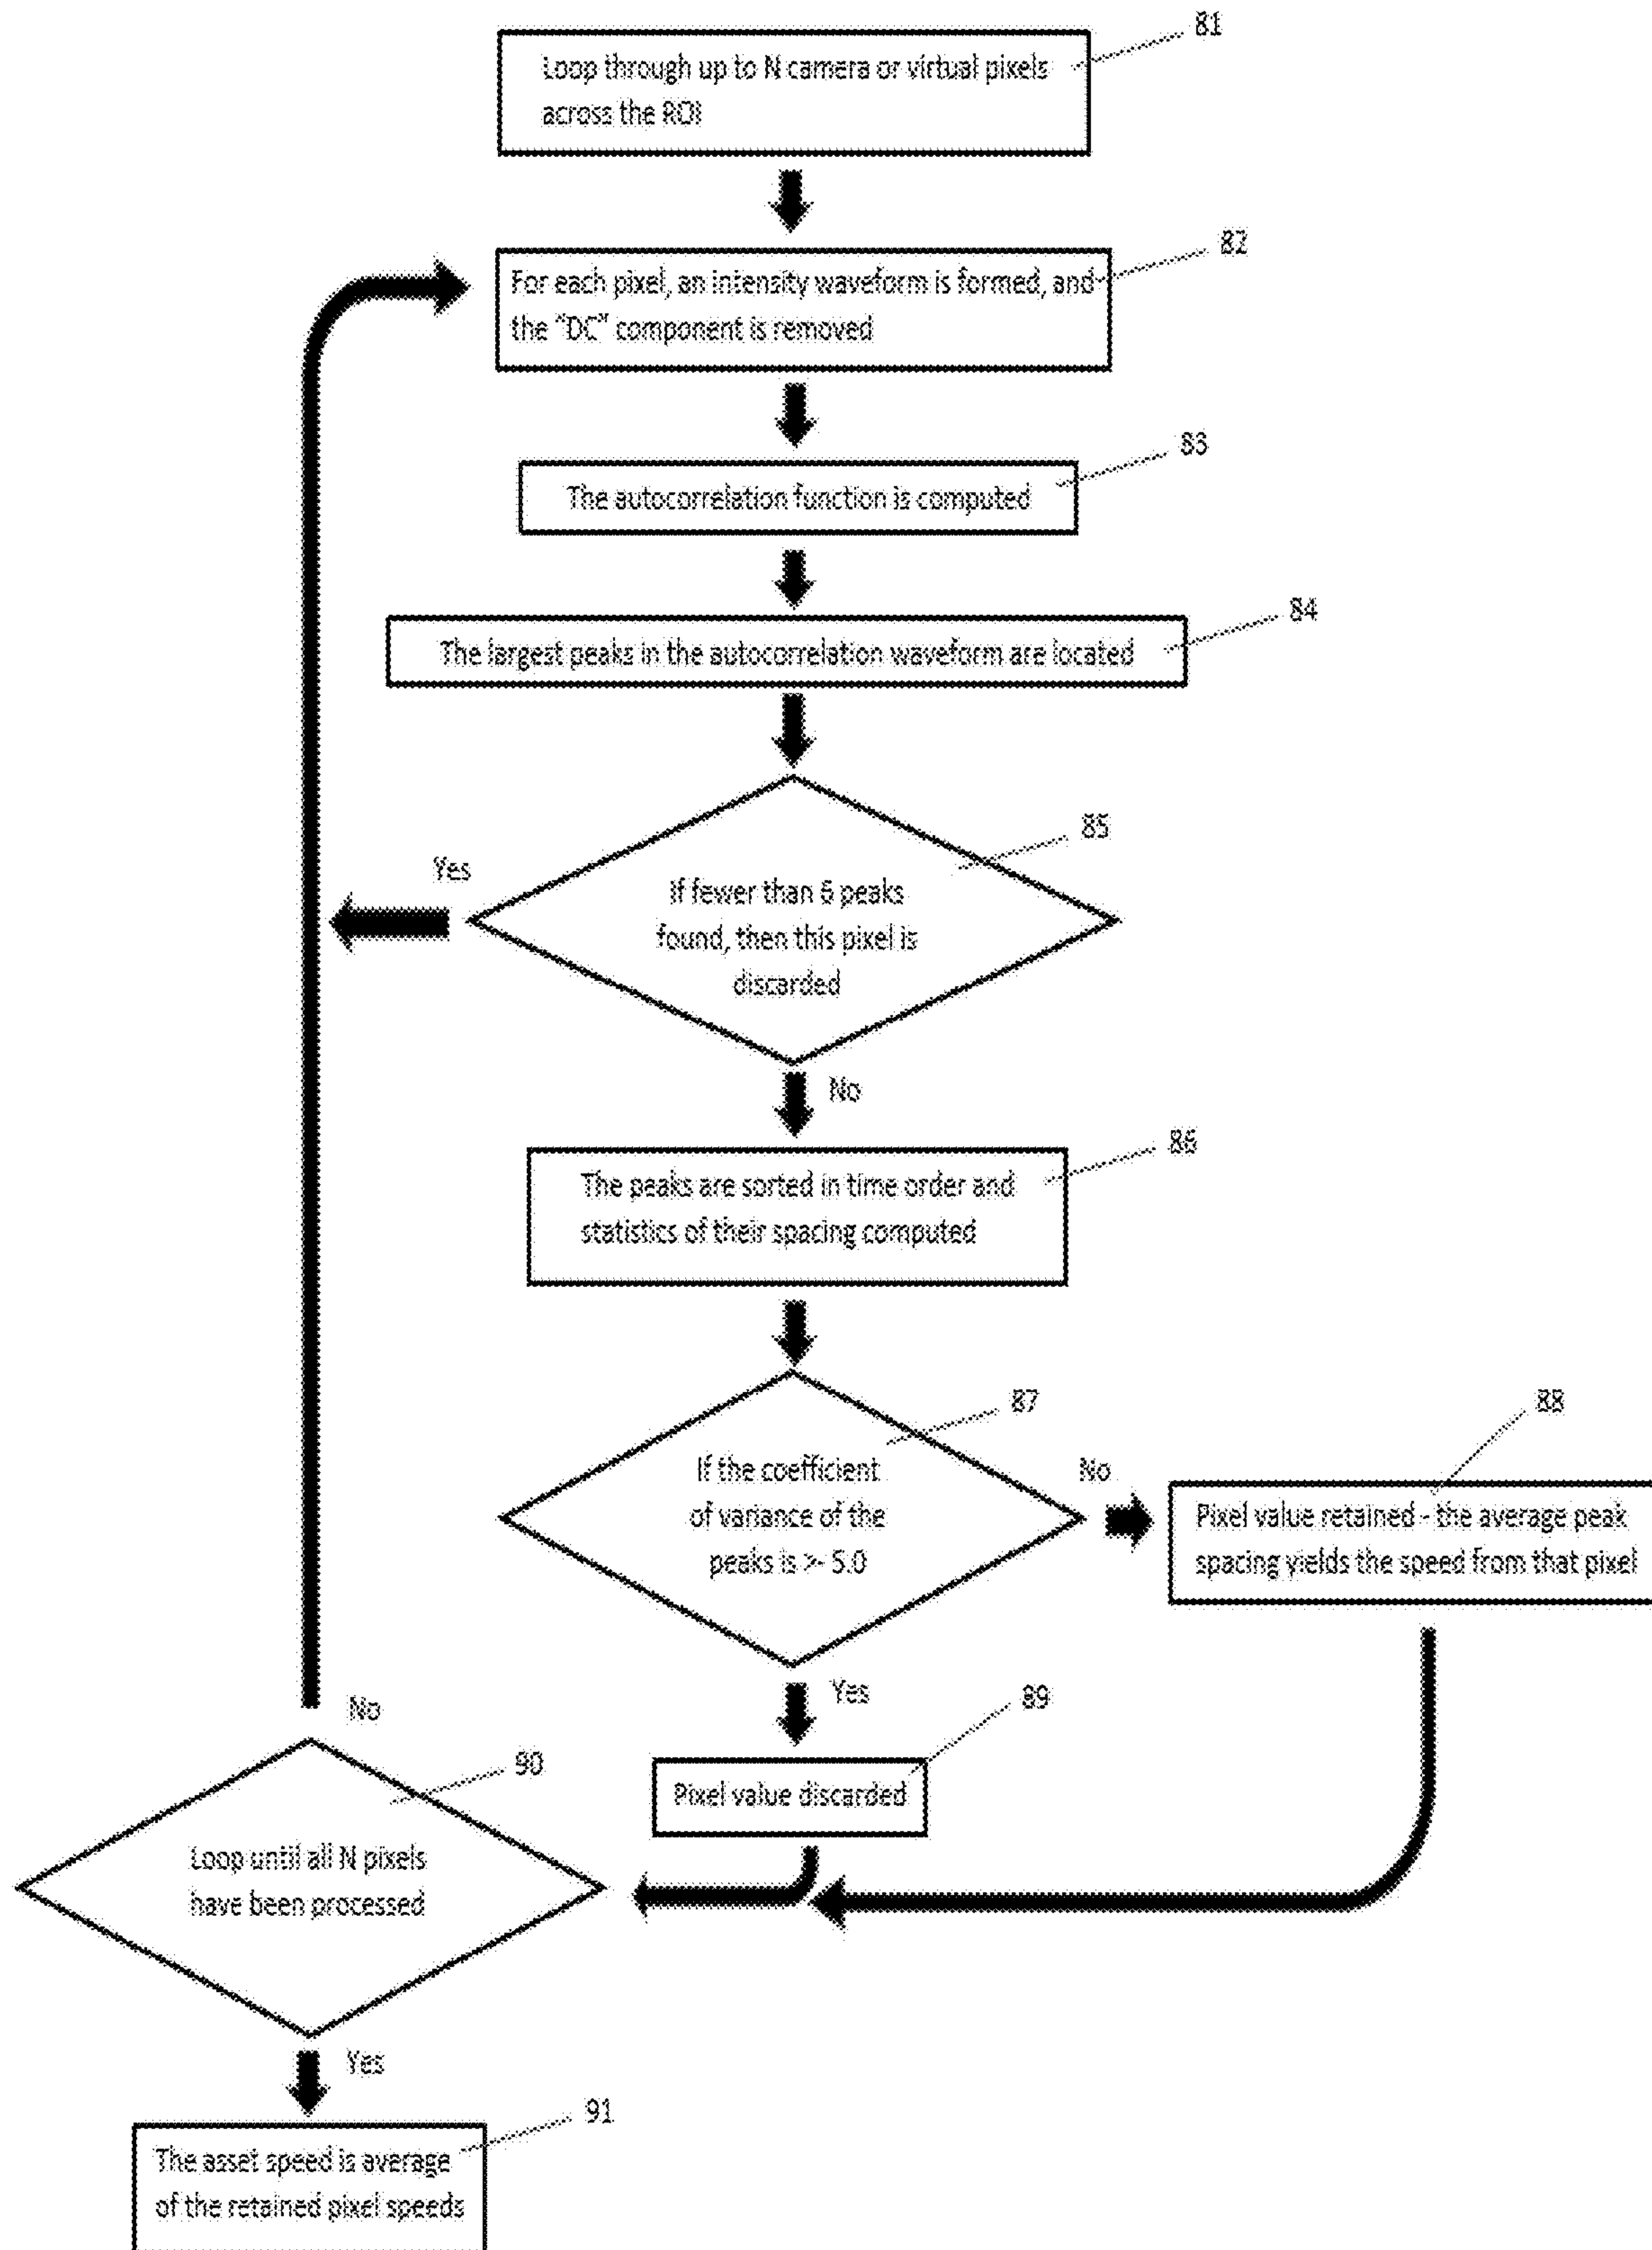 81
Loop through up to N camera or virtual pixels
across the ROI
82
For each pixel, an intensity waveform is formed, and
the "DC" component is removed
83
The autocorrelation function is computed
84
The largest peaks in the autocorrelation waveform are located
85
Yes
If fewer than 6 peaks
found, then this pixel is
discarded
No
86
The peaks are sorted in time order and
statistics of their spacing computed
87
88
If the coefficient
of variance of the
peaks is >- 5.0
No
Pixel value retained - the average peak
spacing yields the speed from that pixel
Yes
89
No
90
Pixel value discarded
Loop until all N pixels
have been processed
Yes
91
The asset speed is average
of the retained pixel speeds